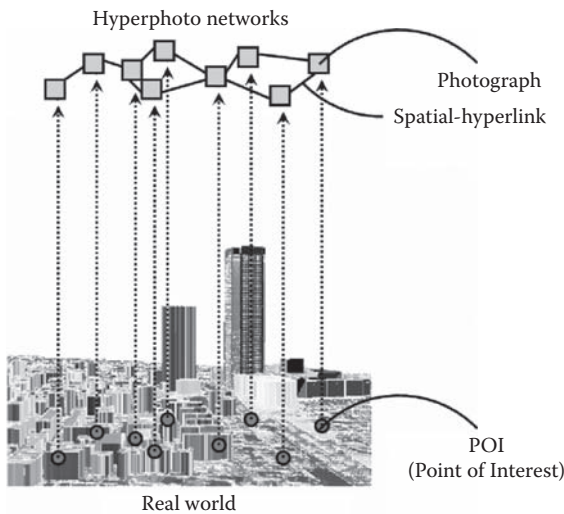 Hyperphoto networks
Photograph
Spatial-hyperlink
POI
(Point of Interest)
Real world